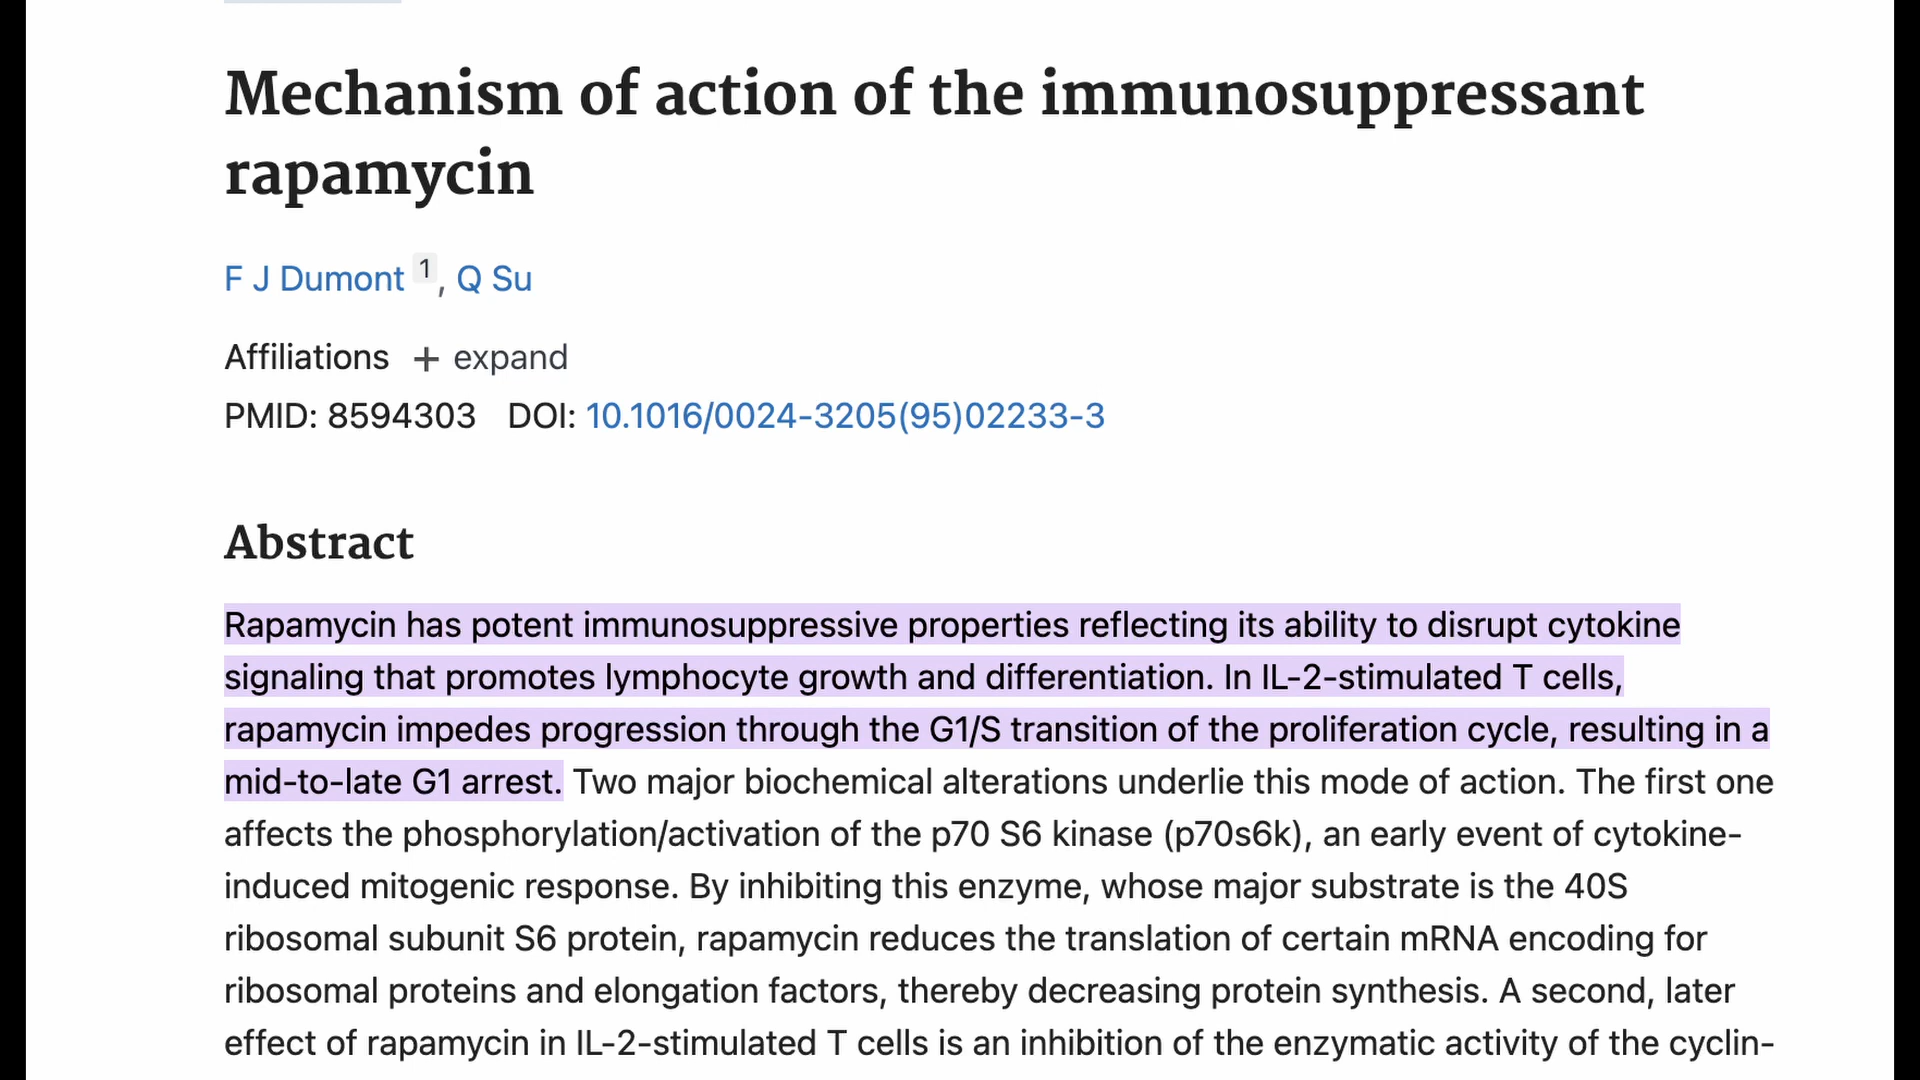 Mechanism of action of the immunosuppressant
rapamycin
F J Dumont 1, Q Su
Affiliations + expand
PMID: 8594303 DOI: 10.1016/0024-3205(95)02233-3
Abstract
Rapamycin has potent immunosuppressive properties reflecting its ability to disrupt cytokine
signaling that promotes lymphocyte growth and differentiation. In IL-2-stimulated T cells,
rapamycin impedes progression through the G1/S transition of the proliferation cycle, resulting in a
mid-to-late G1 arrest. Two major biochemical alterations underlie this mode of action. The first one
affects the phosphorylation/activation of the p70 S6 kinase (p70s6k), an early event of cytokine-
induced mitogenic response. By inhibiting this enzyme, whose major substrate is the 40S
ribosomal subunit S6 protein, rapamycin reduces the translation of certain mRNA encoding for
ribosomal proteins and elongation factors, thereby decreasing protein synthesis. A second, later
effect of rapamycin in IL-2-stimulated T cells is an inhibition of the enzymatic activity of the cyclin-